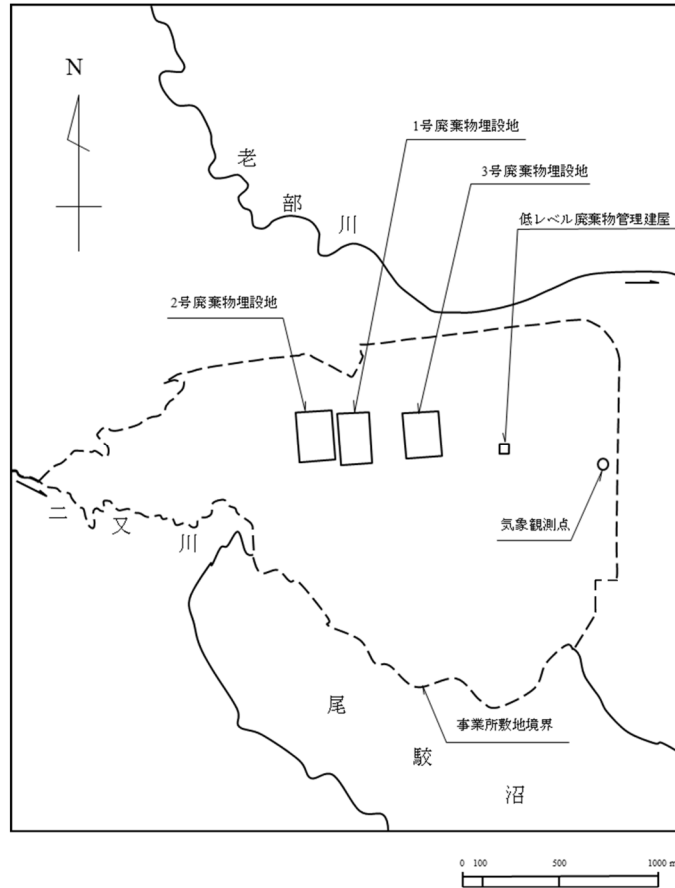 N
1号廃棄物埋設地
老部川
3号廃棄物埋設地
低レベル廃棄物管理建屋
2号廃棄物埋設地
気象観測点
二又川
事業所敷地境界
尾駮沼
0 100 500 1000 m